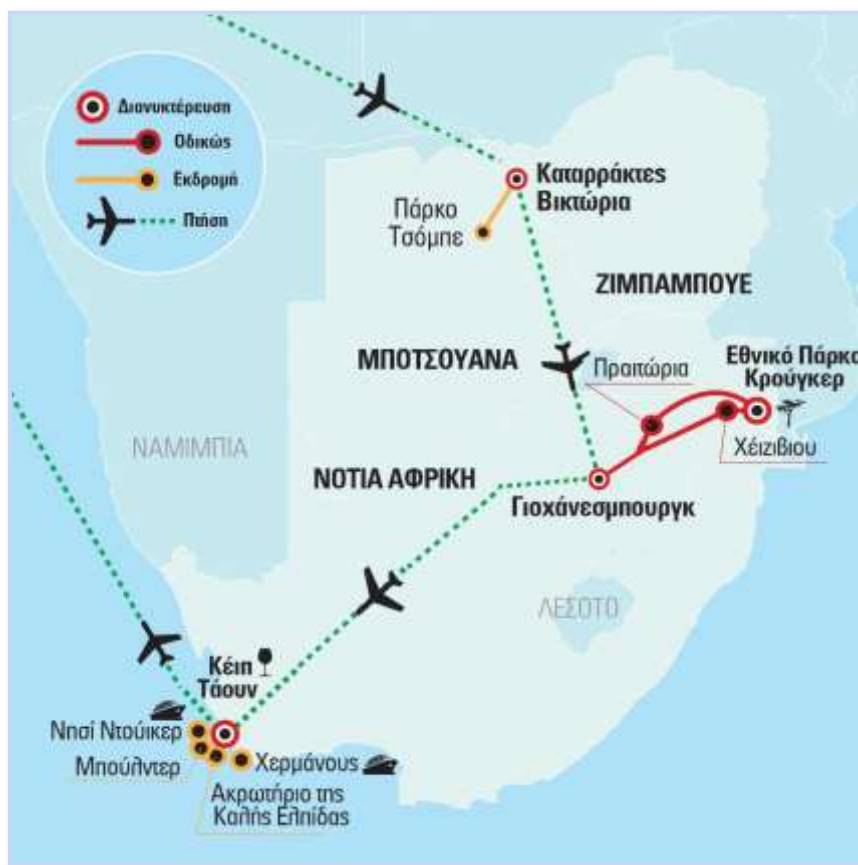 Διανυκτέρευση
Οδικώς
Εκδρομή
Πτήση
Καταρράκτες
Βικτώρια
Πάρκο
Τσόμπε
ΖΙΜΠΑΜΠΟΥΕ
ΜΠΟΤΣΟΥΑΝΑ
Πραιτώρια
Εθνικό Πάρκο
Κρούγκερ
Χέιζιβιου
ΝΑΜΙΜΠΙΑ
ΝΟΤΙΑ ΑΦΡΙΚΗ
Γιοχάνεσμπουργκ
ΛΕΣΟΤΟ
Κέιπ
Τάουν
Νησί Ντούικερ
Μπούλντερ
Χερμάνους
Ακρωτήριο της
Καλής Ελπίδας